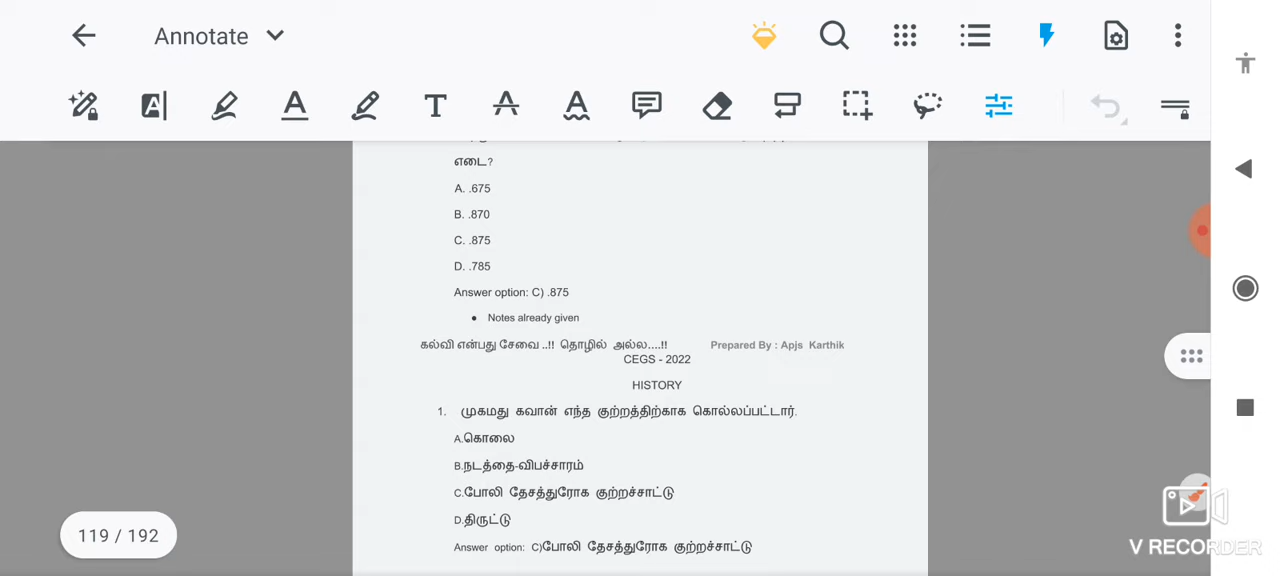 Annotate
எடை?
A. .675
B. .870
C. .875
D. .785
Answer option: C) .875
● Notes already given
கல்வி என்பது சேவை ..!! தொழில் அல்ல....!! Prepared By : Apjs Karthik
CEGS - 2022
HISTORY
1. முகமது கவான் எந்த குற்றத்திற்காக கொல்லப்பட்டார்.
A.கொலை
B.நடத்தை-விபச்சாரம்
C.போலி தேசத்துரோக குற்றச்சாட்டு
D.திருட்டு
Answer option: C)போலி தேசத்துரோக குற்றச்சாட்டு
119 / 192
V RECORDER